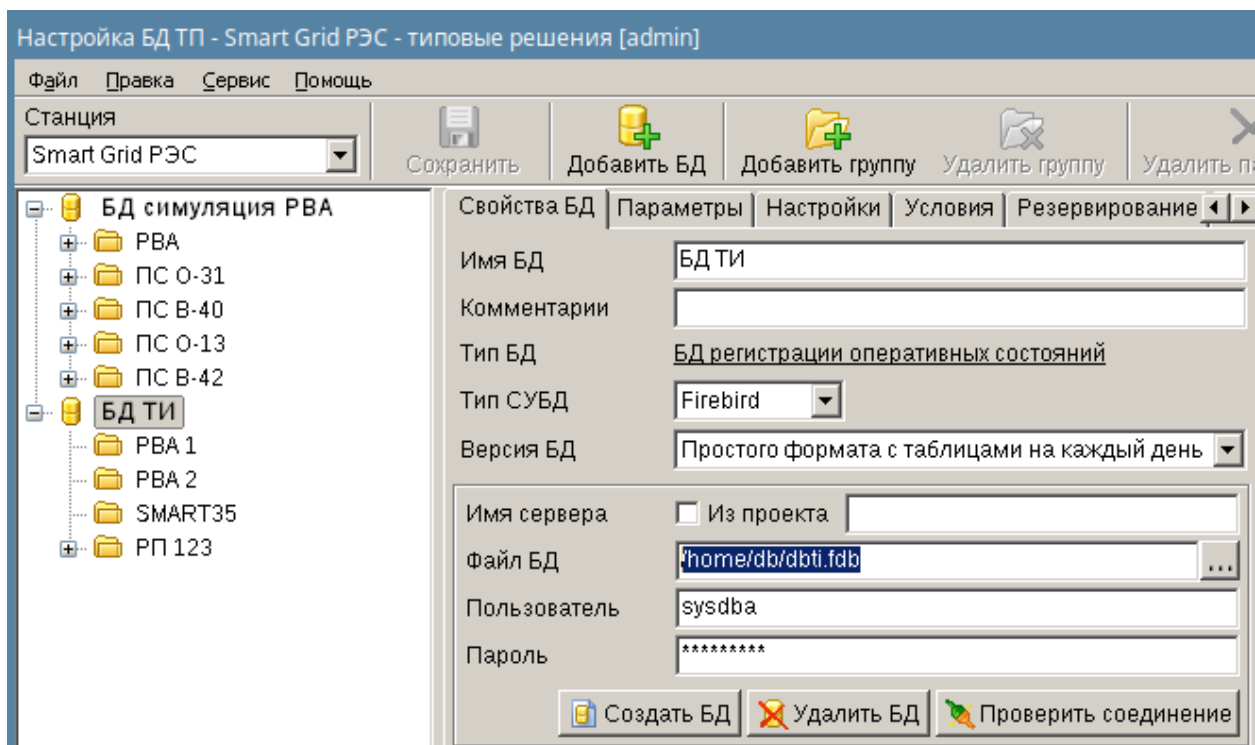 Настройка БД ТП - Smart Grid РЭС - типовые решения [admin]
Файл Правка Сервис Помощь
Станция
Smart Grid РЭС
Сохранить Добавить БД Добавить группу Удалить группу Удалить
БД симуляция РВА
РВА
ПС О-31
ПС В-40
ПС О-13
ПС В-42
БД ТИ
РВА 1
РВА 2
SMART35
РП 123
Свойства БД Параметры Настройки Условия Резервирование
Имя БД БД ТИ
Комментарии
Тип БД БД регистрации оперативных состояний
Тип СУБД Firebird
Версия БД Простого формата с таблицами на каждый день
Имя сервера Из проекта
Файл БД /home/db/dbti.fdb ...
Пользователь sysdba
Пароль *********
Создать БД Удалить БД Проверить соединение